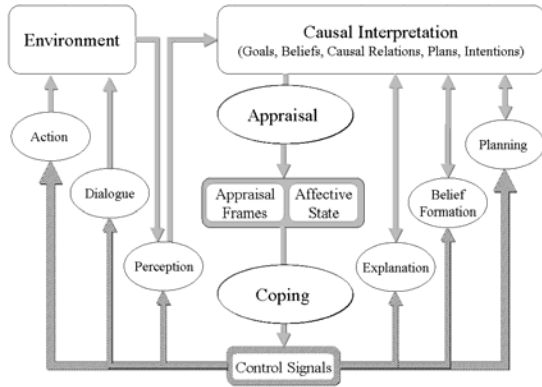 Environment
Causal Interpretation
(Goals, Beliefs, Causal Relations, Plans, Intentions)
Action
Appraisal
Planning
Dialogue
Appraisal
Frames
Affective
State
Belief
Formation
Perception
Explanation
Coping
Control Signals